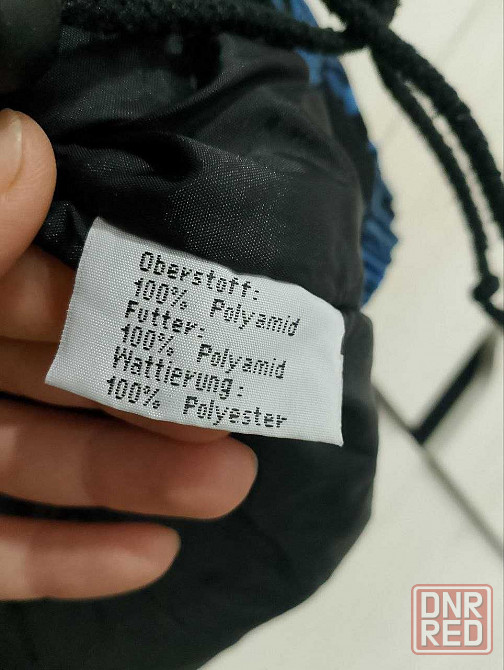 Oberstoff:
100% Polyamid
Futter:
100% Polyamid
Wattierung:
100% Polyester
DNR
RED